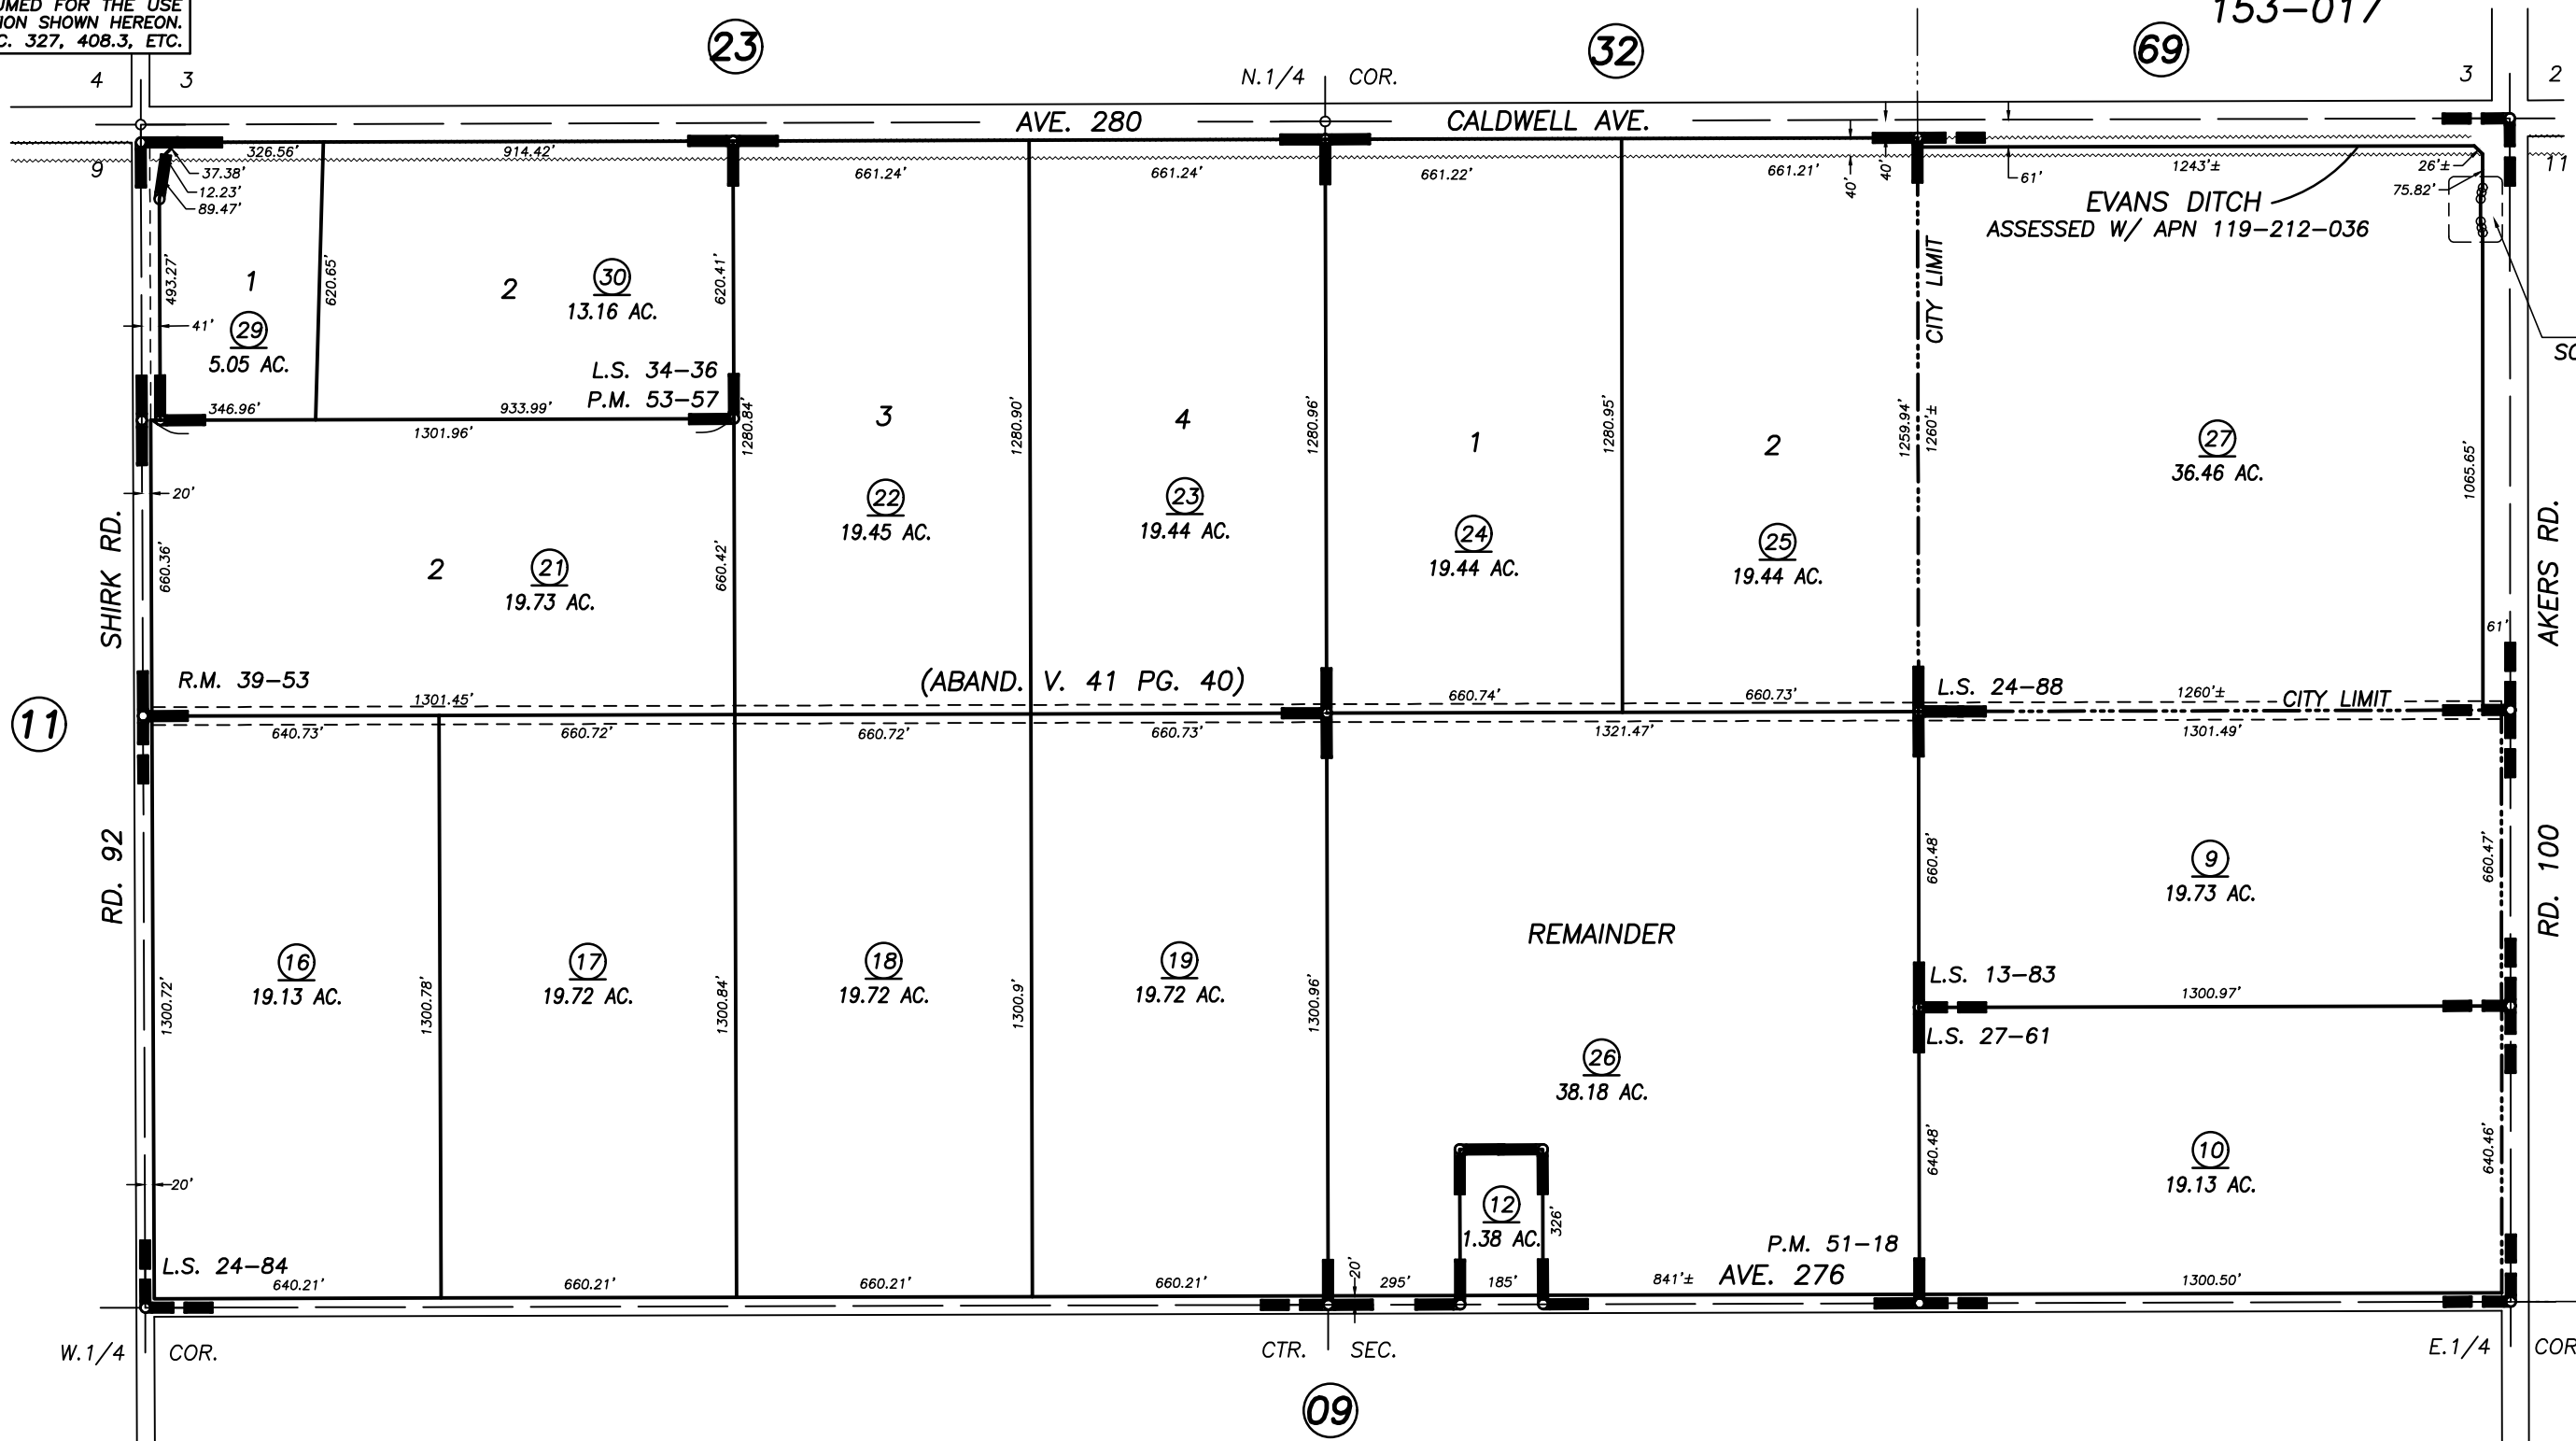 UMED FOR THE USE
ION SHOWN HEREON.
C. 327, 408.3, ETC.
153-017
23
32
69
4
3
N.1/4 COR.
3
2
AVE. 280
CALDWELL AVE.
9
326.56'
914.42'
661.24'
661.24'
661.22'
661.21'
40'
40'
61'
1243'±
26'±
11
37.38'
12.23'
89.47'
75.82'
EVANS DITCH
ASSESSED W/ APN 119-212-036
493.27'
1
620.65'
2
30
13.16 AC.
620.41'
CITY LIMIT
41'
29
5.05 AC.
L.S. 34-36
P.M. 53-57
SC
346.96'
933.99'
1301.96'
1280.84'
3
1280.90'
4
1280.96'
1
1280.95'
2
1259.94'
1260'±
27
36.46 AC.
1065.65'
20'
22
19.45 AC.
23
19.44 AC.
24
19.44 AC.
25
19.44 AC.
SHIRK RD.
660.36'
2
21
19.73 AC.
660.42'
AKERS RD.
61'
R.M. 39-53
(ABAND. V. 41 PG. 40)
L.S. 24-88
1301.45'
660.74'
660.73'
1260'±
CITY LIMIT
11
640.73'
660.72'
660.72'
660.73'
1321.47'
1301.49'
RD. 92
660.48'
9
19.73 AC.
660.47'
RD. 100
REMAINDER
16
19.13 AC.
17
19.72 AC.
18
19.72 AC.
19
19.72 AC.
L.S. 13-83
1300.97'
1300.72'
1300.78'
1300.84'
1300.9'
1300.96'
L.S. 27-61
26
38.18 AC.
640.48'
10
19.13 AC.
640.46'
20'
12
1.38 AC.
326'
P.M. 51-18
L.S. 24-84
640.21'
660.21'
660.21'
660.21'
20'
295'
185'
841'±
AVE. 276
1300.50'
W.1/4 COR.
CTR. SEC.
E.1/4 COR
09